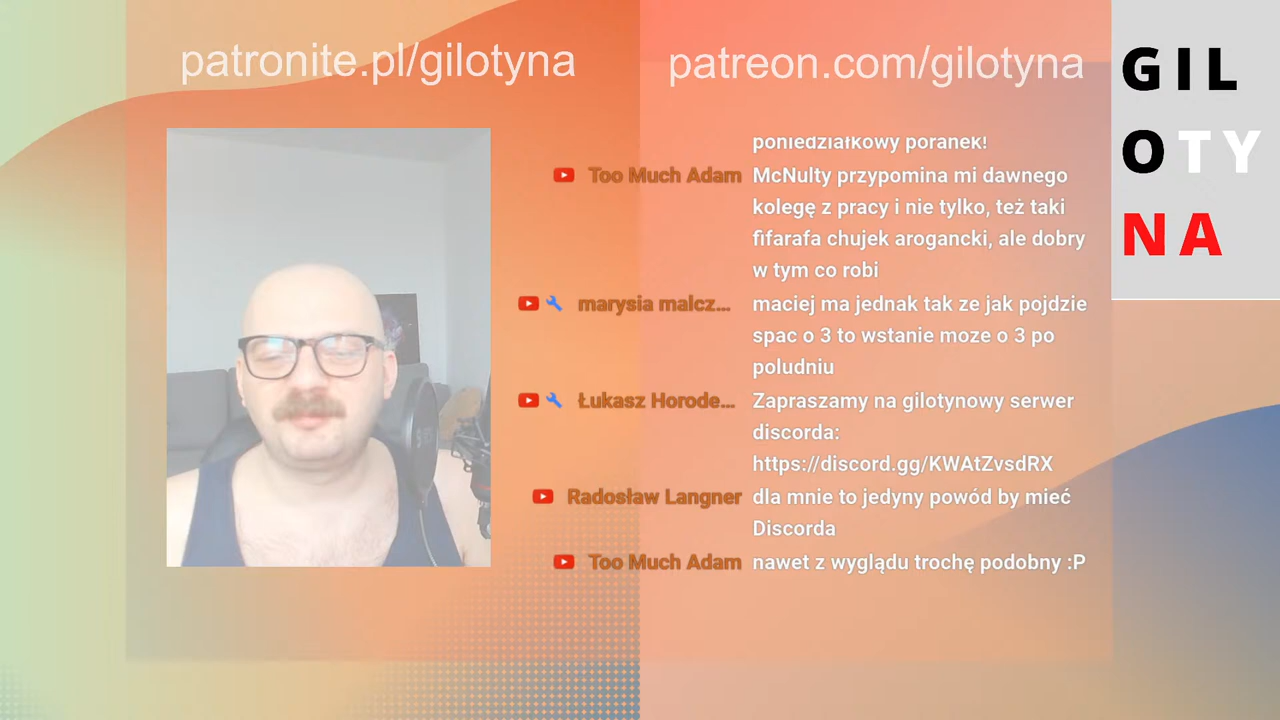 patronite.pl/gilotyna
patreon.com/gilotyna
GIL
OTY
NA
poniedziałkowy poranek!
Too Much Adam McNulty przypomina mi dawnego
kolegę z pracy i nie tylko, też taki
fifarafa chujek arogancki, ale dobry
w tym co robi
marysia malcz... maciej ma jednak tak ze jak pojdzie
spac o 3 to wstanie moze o 3 po
poludniu
Łukasz Horode... Zapraszamy na gilotynowy serwer
discorda:
https://discord.gg/KWAtZvsdRX
Radosław Langner dla mnie to jedyny powód by mieć
Discorda
Too Much Adam nawet z wyglądu trochę podobny :P